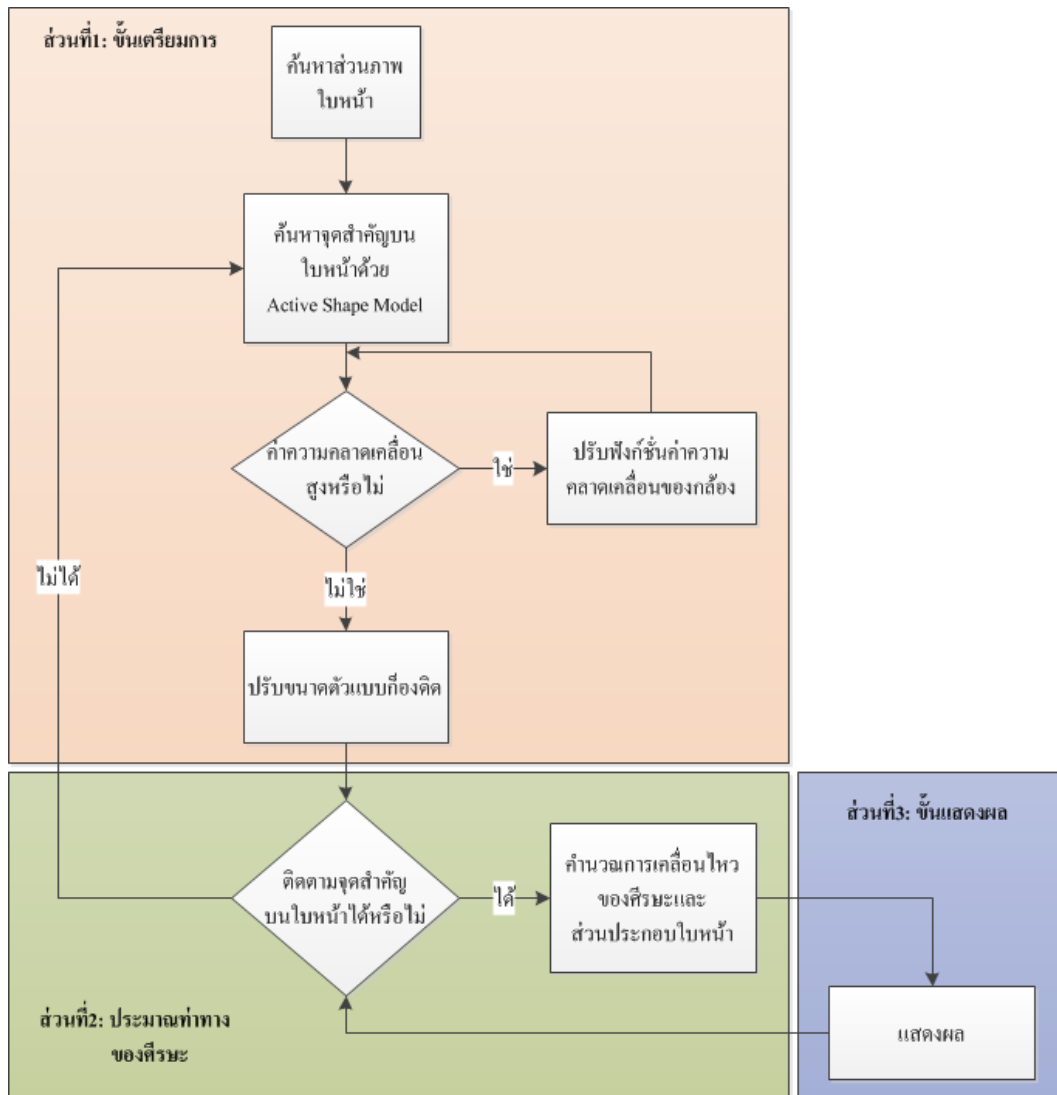 ส่วนที่1: ขั้นเตรียมการ
ค้นหาส่วนภาพ
ใบหน้า
ค้นหาจุดสำคัญบน
ใบหน้าด้วย
Active Shape Model
ค่าความคลาดเคลื่อน
สูงหรือไม่
ใช่
ปรับฟังก์ชั่นค่าความ
คลาดเคลื่อนของกล้อง
ไม่ได้
ไม่ใช่
ปรับขนาดตัวแบบก็องดิด
ติดตามจุดสำคัญ
บนใบหน้าได้หรือไม่
ได้
คำนวณการเคลื่อนไหว
ของศีรษะและ
ส่วนประกอบใบหน้า
ส่วนที่2: ประมาณท่าทาง
ของศีรษะ
ส่วนที่3: ขั้นแสดงผล
แสดงผล